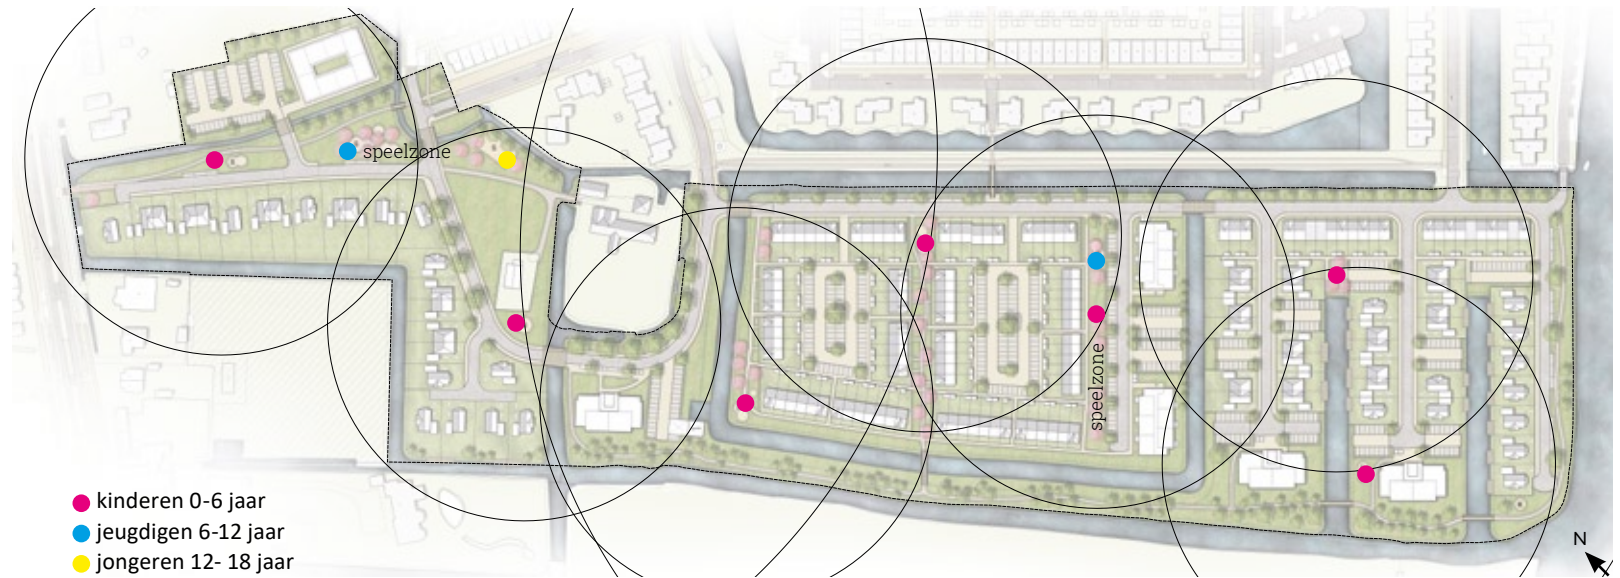 speelzone
speelzone
kinderen 0-6 jaar
jeugdigen 6-12 jaar
jongeren 12- 18 jaar
N